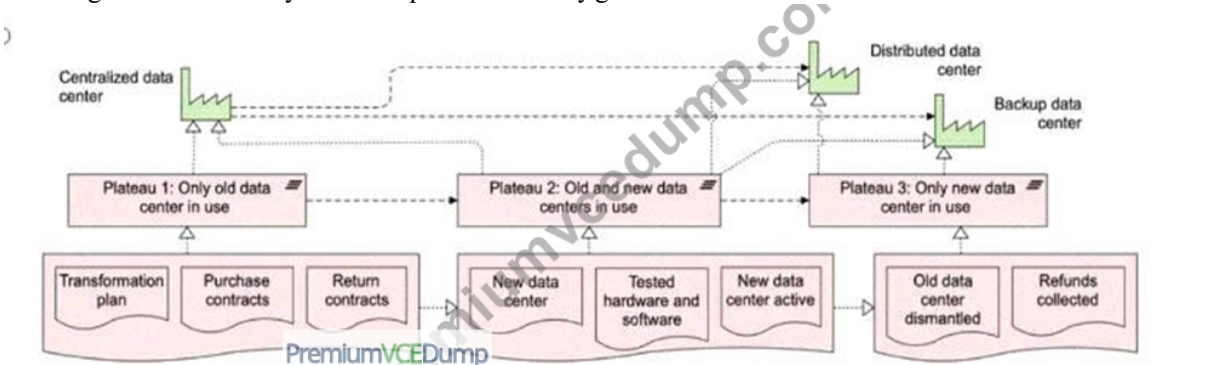 Centralized data
center
Distributed data
center
Backup data
center
Plateau 1: Only old data
center in use
Plateau 2: Old and new data
centers in use
Plateau 3: Only new data
center in use
Transformation
plan
Purchase
contracts
Return
contracts
New data
center
Tested
hardware and
software
New data
center active
Old data
center
dismantled
Refunds
collected
miumvcedump.co
PremiumVCEDump